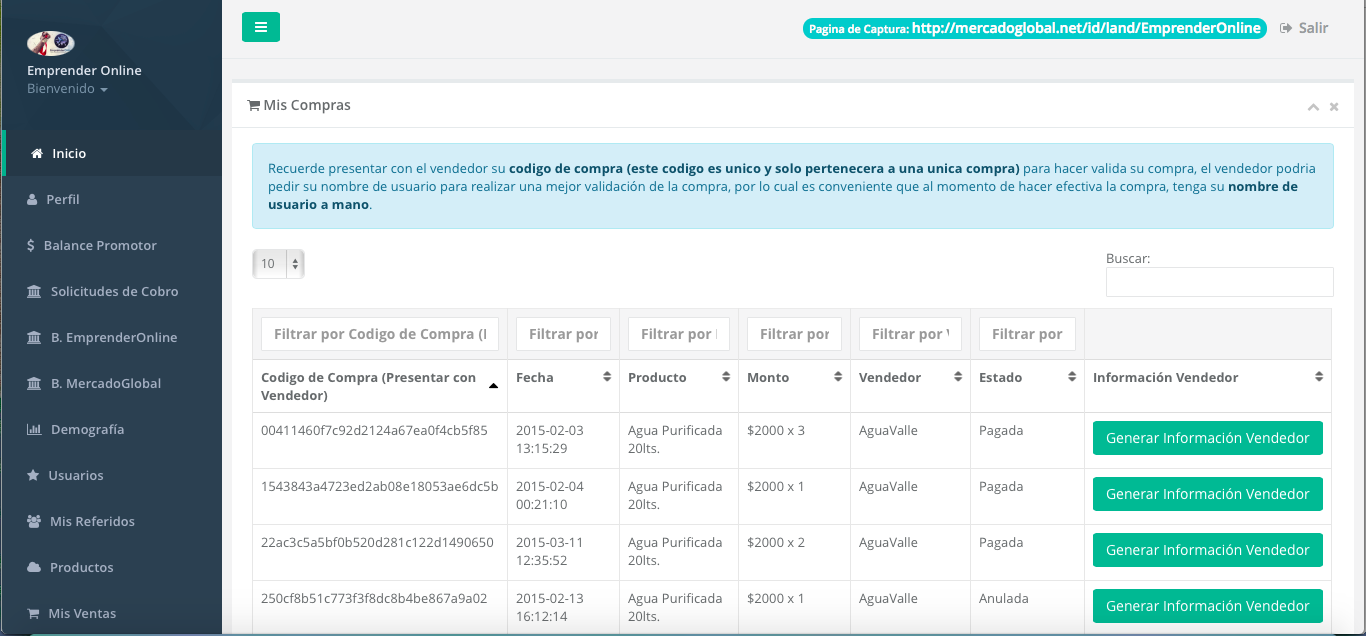 Pagina de Captura: http://mercadoglobal.net/id/land/EmprenderOnline
Salir
Emprender Online
Bienvenido
Inicio
Perfil
$ Balance Promotor
Solicitudes de Cobro
B. EmprenderOnline
B. MercadoGlobal
Demografía
Usuarios
Mis Referidos
Productos
Mis Ventas
Mis Compras
Recuerde presentar con el vendedor su codigo de compra (este codigo es unico y solo pertenecera a una unica compra) para hacer valida su compra, el vendedor podria
pedir su nombre de usuario para realizar una mejor validación de la compra, por lo cual es conveniente que al momento de hacer efectiva la compra, tenga su nombre de
usuario a mano.
10
Buscar:
Filtrar por Codigo de Compra (
Filtrar por
Filtrar por
Filtrar por
Filtrar por
Filtrar por
Codigo de Compra (Presentar con
Vendedor)
Fecha
Producto
Monto
Vendedor
Estado
Información Vendedor
00411460f7c92d2124a67ea0f4cb5f85
2015-02-03
13:15:29
Agua Purificada
20lts.
$2000 x 3
AguaValle
Pagada
Generar Información Vendedor
1543843a4723ed2ab08e18053ae6dc5b
2015-02-04
00:21:10
Agua Purificada
20lts.
$2000 x 1
AguaValle
Pagada
Generar Información Vendedor
22ac3c5a5bf0b520d281c122d1490650
2015-03-11
12:35:52
Agua Purificada
20lts.
$2000 x 2
AguaValle
Pagada
Generar Información Vendedor
250cf8b51c773f3f8dc8b4be867a9a02
2015-02-13
16:12:14
Agua Purificada
20lts.
$2000 x 1
AguaValle
Anulada
Generar Información Vendedor